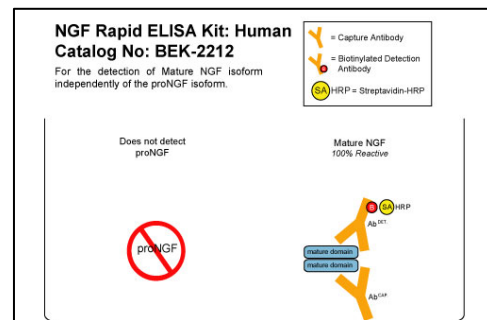 NGF Rapid ELISA Kit: Human
Catalog No: BEK-2212
For the detection of Mature NGF isoform
independently of the proNGF isoform.
= Capture Antibody
= Biotinylated Detection
Antibody
B
SA HRP = Streptavidin-HRP
Does not detect
proNGF
Mature NGF
100% Reactive
proNGF
B SA HRP
Ab DET.
mature domain
mature domain
Ab CAP.